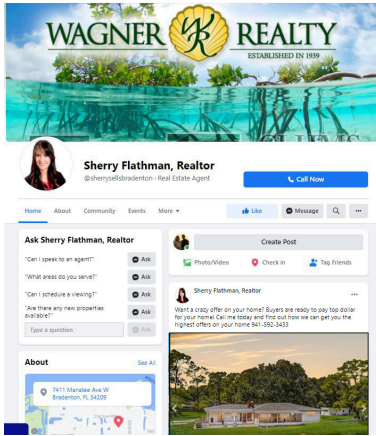 WAGNER REALTY
ESTABLISHED IN 1939
Sherry Flathman, Realtor
@sherrysellsbradenton · Real Estate Agent
Call Now
Home About Community Events More
Like Message
Ask Sherry Flathman, Realtor
"Can I speak to an agent?" Ask
"What areas do you serve?" Ask
"Can I schedule a viewing?" Ask
"Are there any new properties
available?" Ask
Type a question Ask
About See All
7411 Manatee Ave W
Bradenton, FL 34209
Create Post
Photo/Video Check in Tag Friends
Sherry Flathman, Realtor
Want a crazy offer on your home? Buyers are ready to pay top dollar
for your home! Call me today and find out how we can get you the
highest offers on your home 941-592-3433